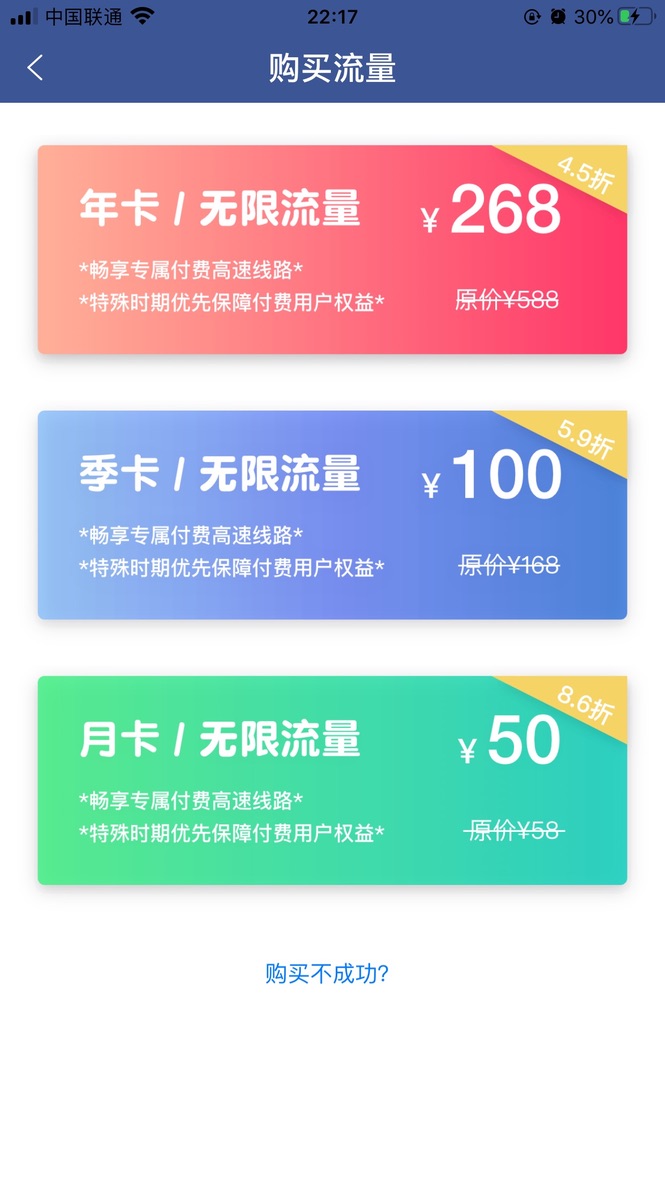 中国联通 22:17 30%
购买流量
4.5折
年卡 / 无限流量 ¥ 268
*畅享专属付费高速线路*
*特殊时期优先保障付费用户权益* 原价¥588
5.9折
季卡 / 无限流量 ¥ 100
*畅享专属付费高速线路*
*特殊时期优先保障付费用户权益* 原价¥168
8.6折
月卡 / 无限流量 ¥ 50
*畅享专属付费高速线路*
*特殊时期优先保障付费用户权益* 原价¥58
购买不成功?